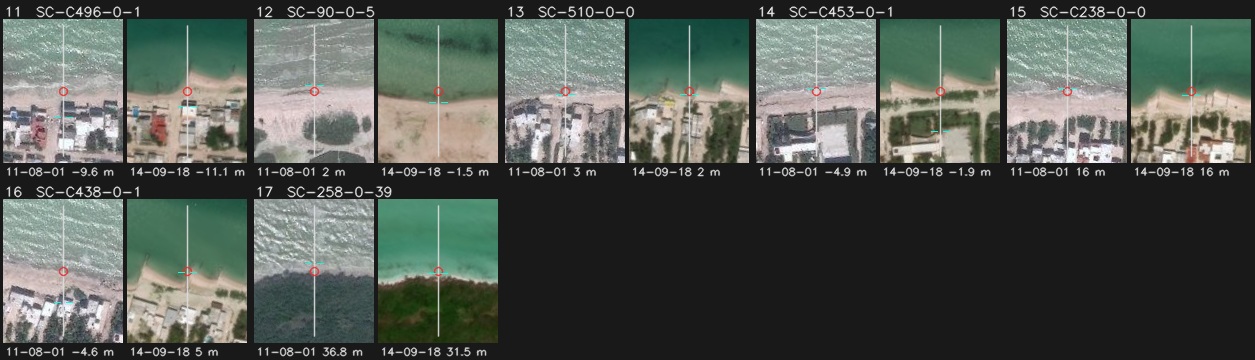 11 SC-C496-0-1
12 SC-90-0-5
13 SC-510-0-0
14 SC-C453-0-1
15 SC-C238-0-0
11-08-01 -9.6 m
14-09-18 -11.1 m
11-08-01 2 m
14-09-18 -1.5 m
11-08-01 3 m
14-09-18 2 m
11-08-01 -4.9 m
14-09-18 -1.9 m
11-08-01 16 m
14-09-18 16 m
16 SC-C438-0-1
17 SC-258-0-39
11-08-01 -4.6 m
14-09-18 5 m
11-08-01 36.8 m
14-09-18 31.5 m